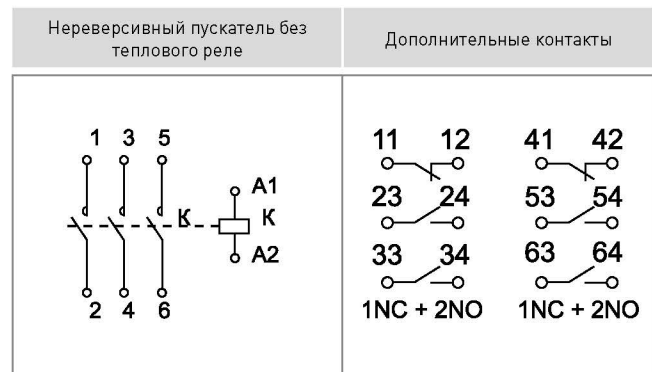 Нереверсивный пускатель без
теплового реле
Дополнительные контакты
1 3 5
A1
K K
A2
2 4 6
11 12 41 42
23 24 53 54
33 34 63 64
1NC + 2NO 1NC + 2NO